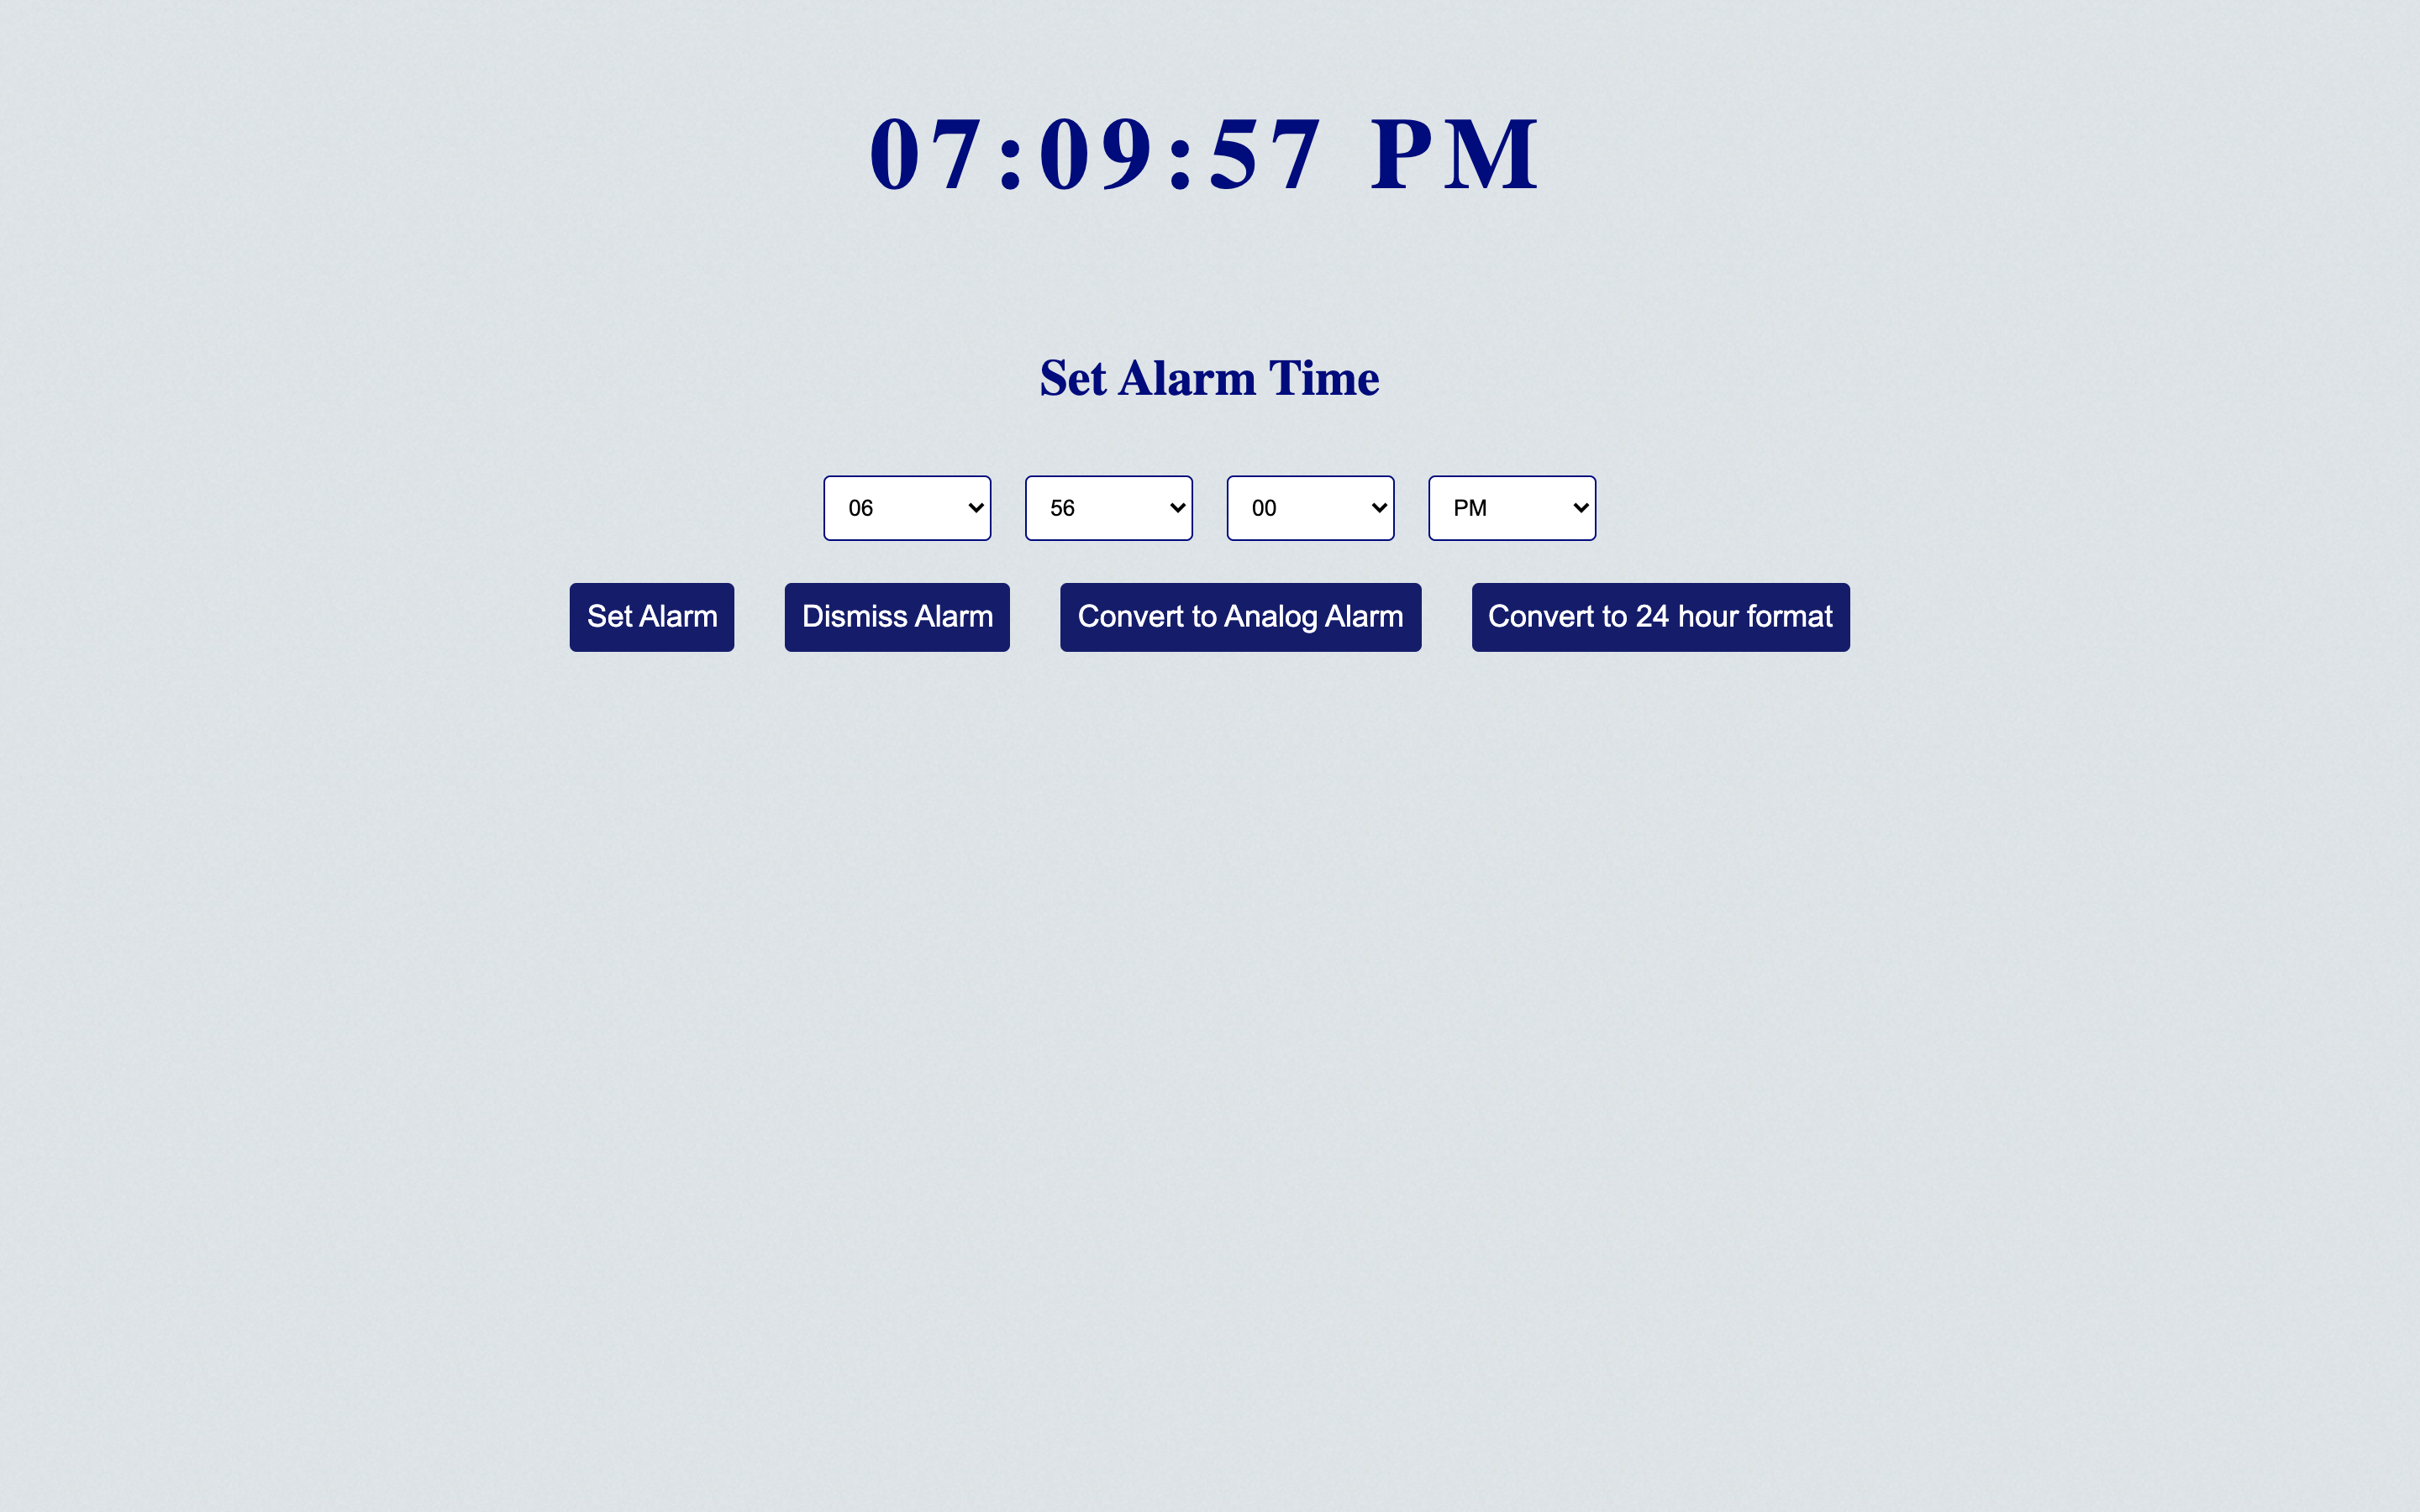 07:09:57 PM
Set Alarm Time
06 56 00 PM
Set Alarm Dismiss Alarm Convert to Analog Alarm Convert to 24 hour format